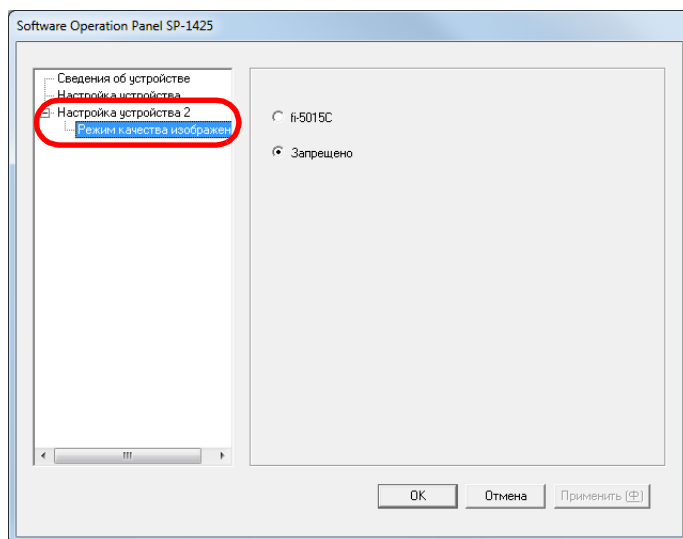 Software Operation Panel SP-1425
Сведения об устройстве
Настройка устройства
Настройка устройства 2
Режим качества изображен
fi-5015C
Запрещено
OK
Отмена
Применить (中)